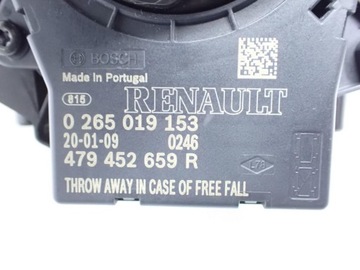 BOSCH
Made in Portugal
815 RENAULT
0 265 019 153
20-01-09 0246
479 452 659 R
THROW AWAY IN CASE OF FREE FALL